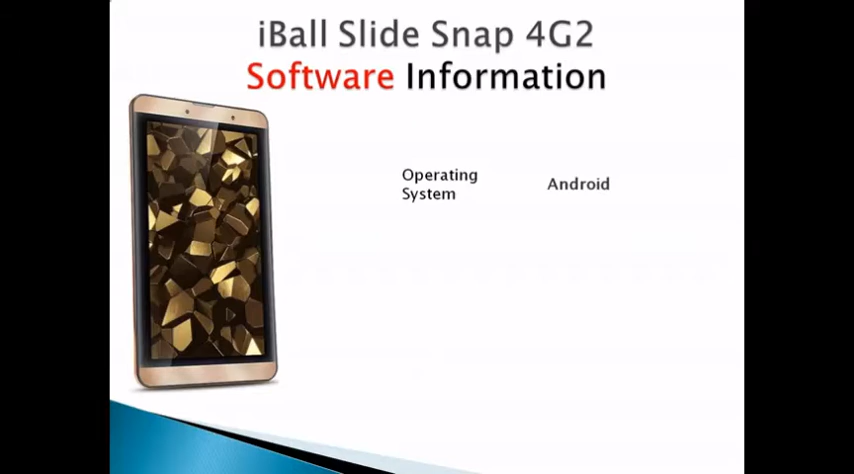 iBall Slide Snap 4G2
Software Information
Operating
System
Android